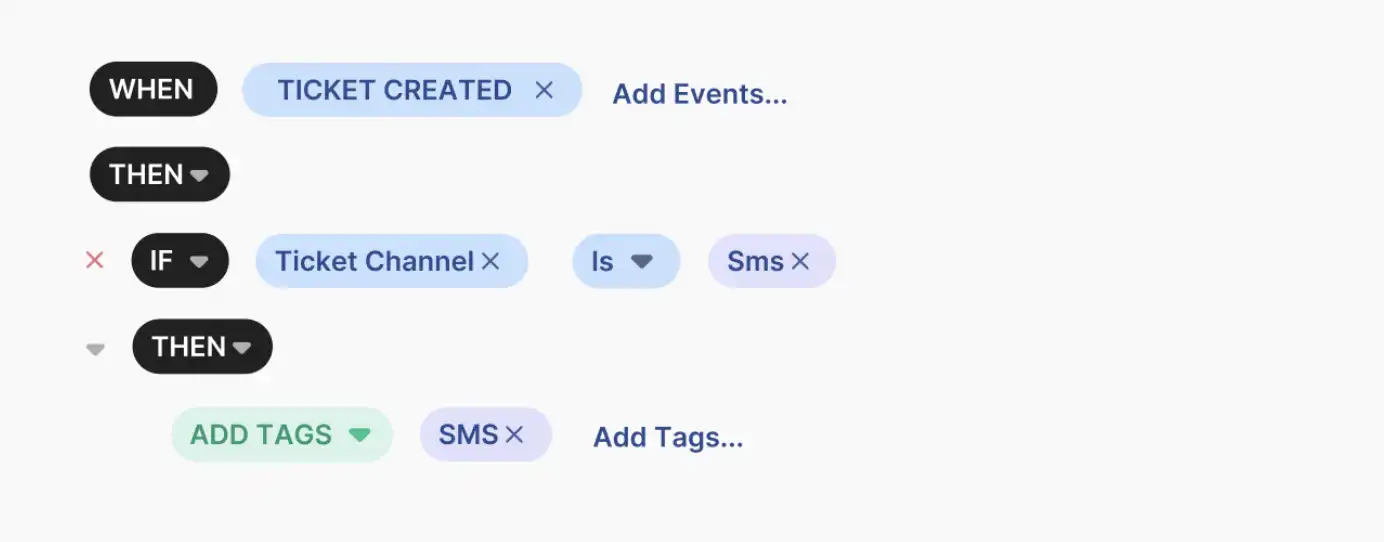 WHEN TICKET CREATED Add Events...
THEN
IF Ticket Channel Is Sms
THEN
ADD TAGS SMS Add Tags...